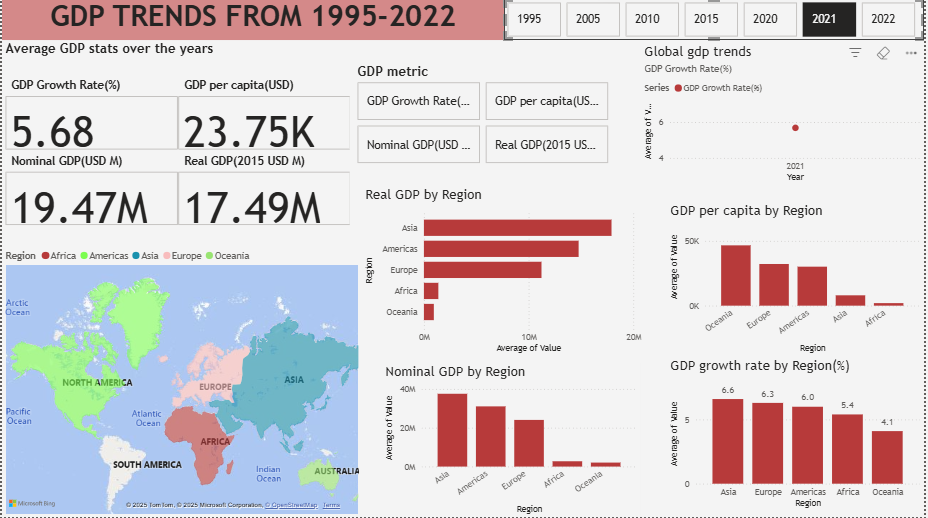 GDP TRENDS FROM 1995-2022
1995
2005
2010
2015
2020
2021
2022
Average GDP stats over the years
GDP Growth Rate(%)
GDP per capita(USD)
5.68
23.75K
Nominal GDP(USD M)
Real GDP(2015 USD M)
19.47M
17.49M
GDP metric
GDP Growth Rate(...
GDP per capita(US...
Nominal GDP(USD ...
Real GDP(2015 US...
Global gdp trends
GDP Growth Rate(%)
Series GDP Growth Rate(%)
Average of V...
6
4
2021
Year
Region Africa Americas Asia Europe Oceania
Arctic
Ocean
NORTH AMERICA
EUROPE
ASIA
Pacific
Ocean
Atlantic
Ocean
AFRICA
SOUTH AMERICA
Indian
Ocean
AUSTRALIA
Microsoft Bing
© 2025 TomTom, © 2025 Microsoft Corporation, © OpenStreetMap Terms
Real GDP by Region
Region
Asia
Americas
Europe
Africa
Oceania
0M
10M
20M
Average of Value
GDP per capita by Region
Average of Value
50K
0K
Oceania
Europe
Americas
Asia
Africa
Region
Nominal GDP by Region
Average of Value
40M
20M
0M
Asia
Americas
Europe
Africa
Oceania
Region
GDP growth rate by Region(%)
Average of Value
5
0
6.6
6.3
6.0
5.4
4.1
Asia
Europe
Americas
Africa
Oceania
Region